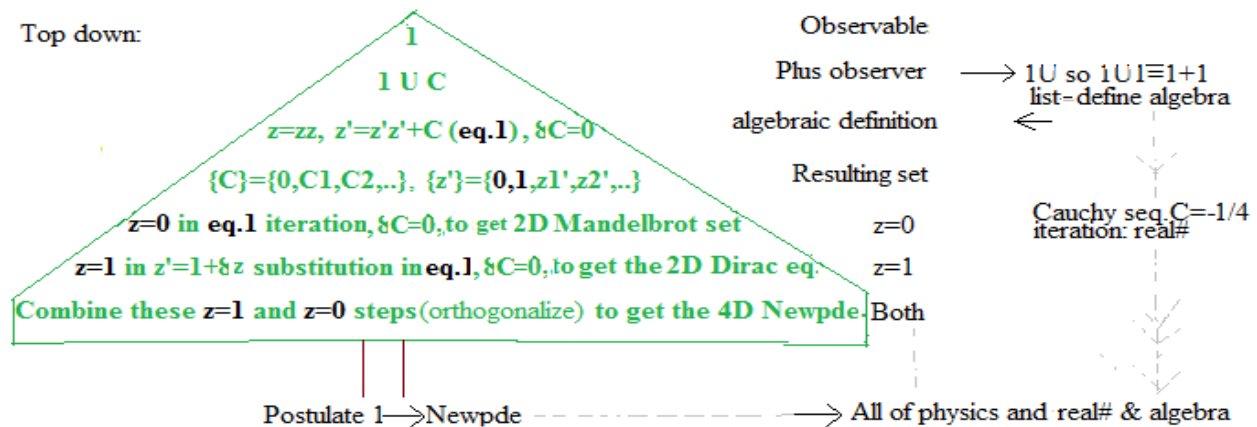 Top down:
1
Observable
1 U C
Plus observer
1U so 1U1≡1+1
list-define algebra
z=zz, z'=z'z'+C (eq.1), δC=0
algebraic definition
{C}={0,C1,C2,..}, {z'}={0,1,z1',z2',..}
Resulting set
z=0 in eq.1 iteration, δC=0, to get 2D Mandelbrot set
z=0
Cauchy seq.C=-1/4
iteration: real#
z=1 in z'=1+δz substitution in eq.1, δC=0, to get the 2D Dirac eq.
z=1
Combine these z=1 and z=0 steps(orthogonalize) to get the 4D Newpde.
Both
Postulate 1→Newpde
All of physics and real# & algebra